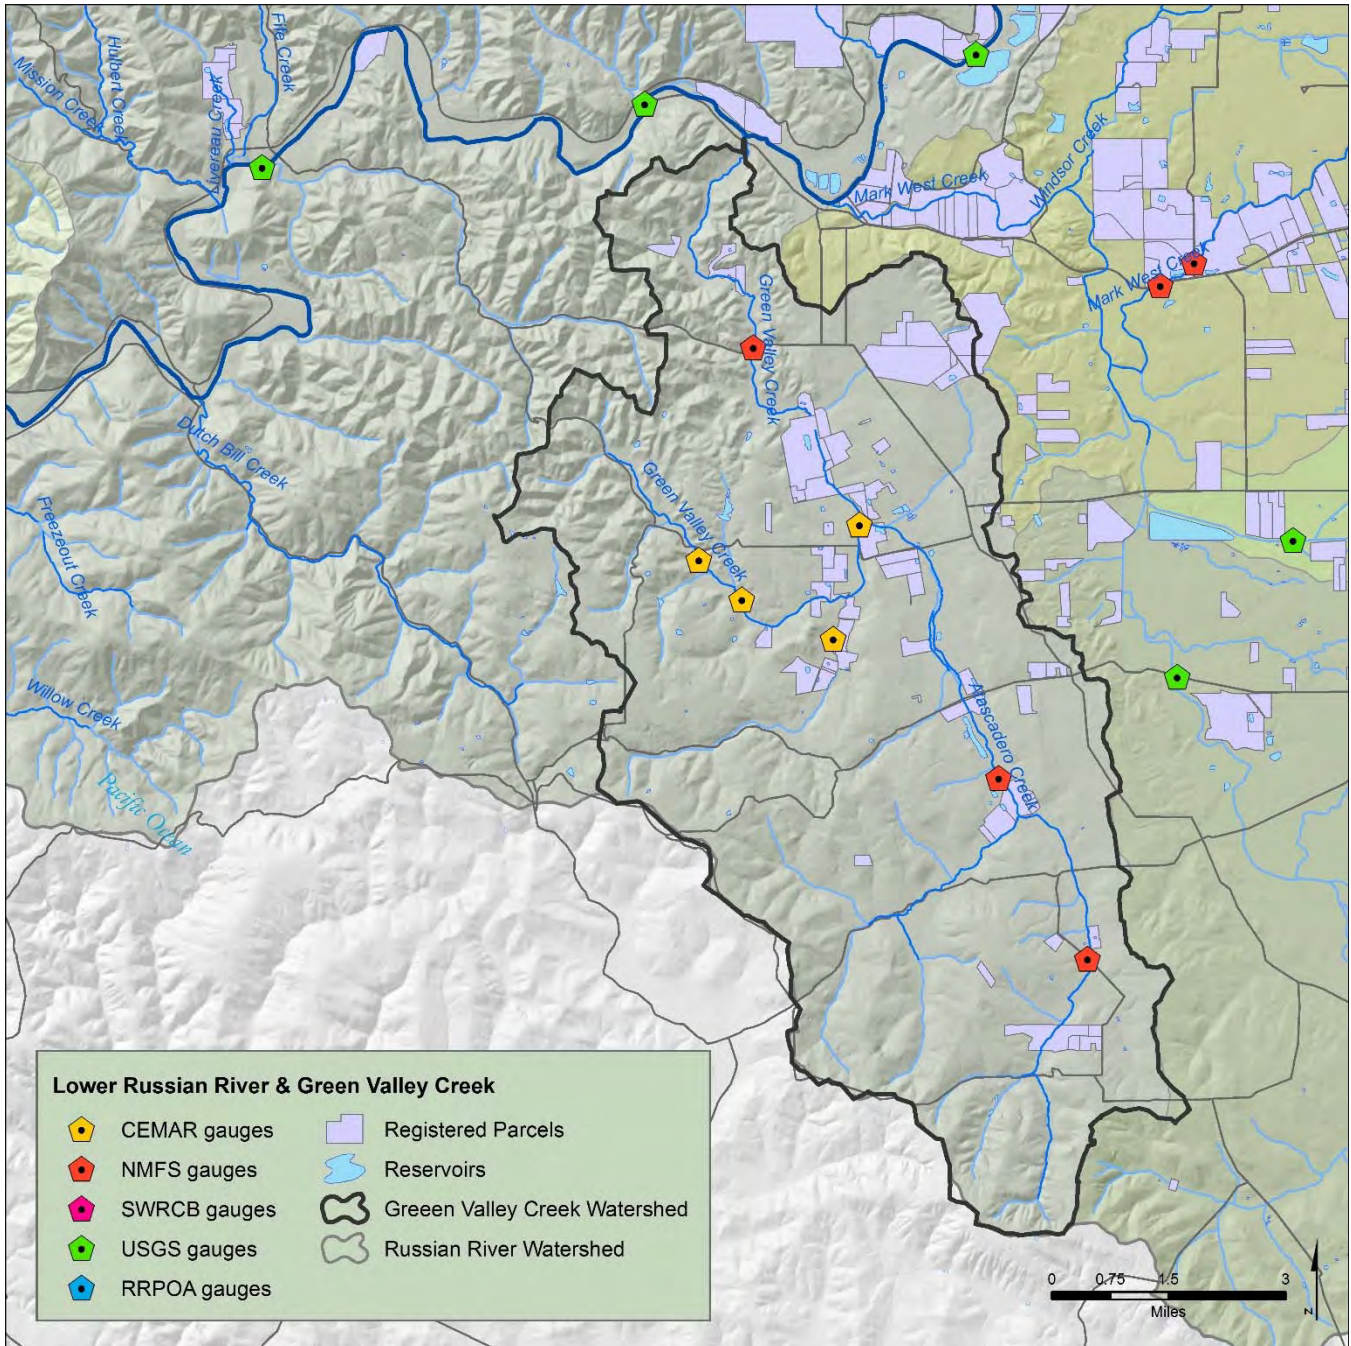 Fife Creek
Hulbert Creek
Mission Creek
Livereau Creek
Mark West Creek
Windsor Creek
Mark West Creek
Green Valley Creek
Dutch Bill Creek
Green Valley Creek
Freezeout Creek
Willow Creek
Atascadero Creek
Pacific Ocean
Lower Russian River & Green Valley Creek
CEMAR gauges
NMFS gauges
SWRCB gauges
USGS gauges
RRPOA gauges
Registered Parcels
Reservoirs
Greeen Valley Creek Watershed
Russian River Watershed
0 0.75 1.5 3
Miles
N